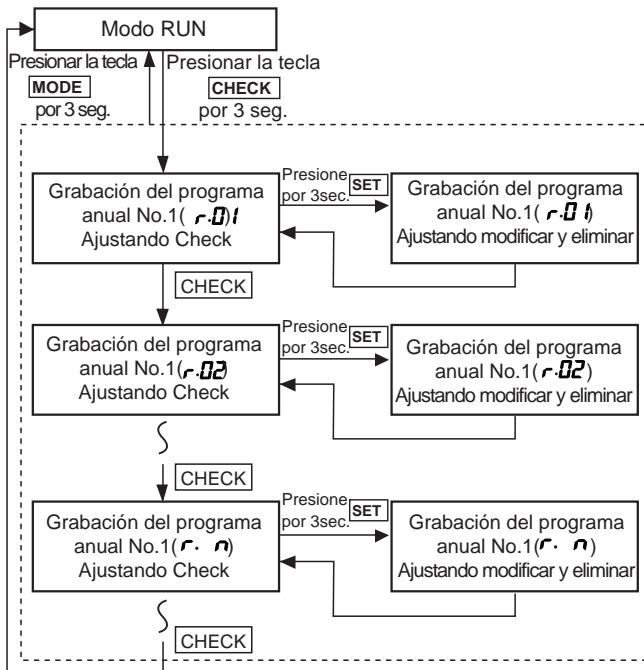 Modo RUN
Presionar la tecla
MODE
por 3 seg.
Presionar la tecla
CHECK
por 3 seg.
Grabación del programa
anual No.1( r.0)1
Ajustando Check
Presione
por 3sec.
SET
Grabación del programa
anual No.1( r.01)
Ajustando modificar y eliminar
CHECK
Grabación del programa
anual No.1(r.02)
Ajustando Check
Presione
por 3sec.
SET
Grabación del programa
anual No.1( r.02)
Ajustando modificar y eliminar
CHECK
Grabación del programa
anual No.1(r. n)
Ajustando Check
Presione
por 3sec.
SET
Grabación del programa
anual No.1(r. n)
Ajustando modificar y eliminar
CHECK